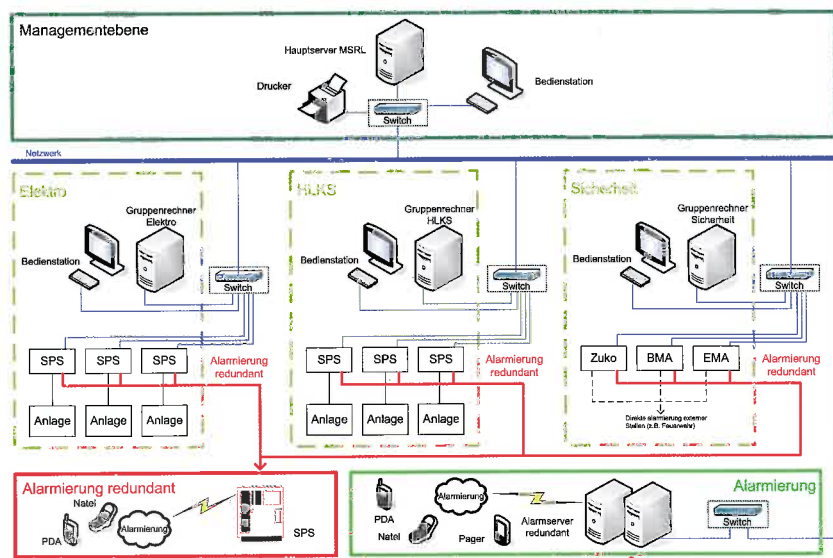 Managementebene
Hauptserver MSRL
Drucker
Bedienstation
Switch
Netzwerk
Elektro
Gruppenrechner
Elektro
Bedienstation
Switch
SPS
SPS
SPS
Alarmierung
redundant
Anlage
Anlage
Anlage
HLKS
Gruppenrechner
HLKS
Bedienstation
Switch
SPS
SPS
SPS
Alarmierung
redundant
Anlage
Anlage
Anlage
Sicherheit
Gruppenrechner
Sicherheit
Bedienstation
Switch
Zuko
BMA
EMA
Alarmierung
redundant
Direkte alarmierung externer
Stellen (z.B. Feuerwehr)
Alarmierung redundant
Natel
PDA
Alarmierung
SPS
Alarmierung
PDA
Alarmierung
Natel
Pager
Alarmserver
redundant
Switch